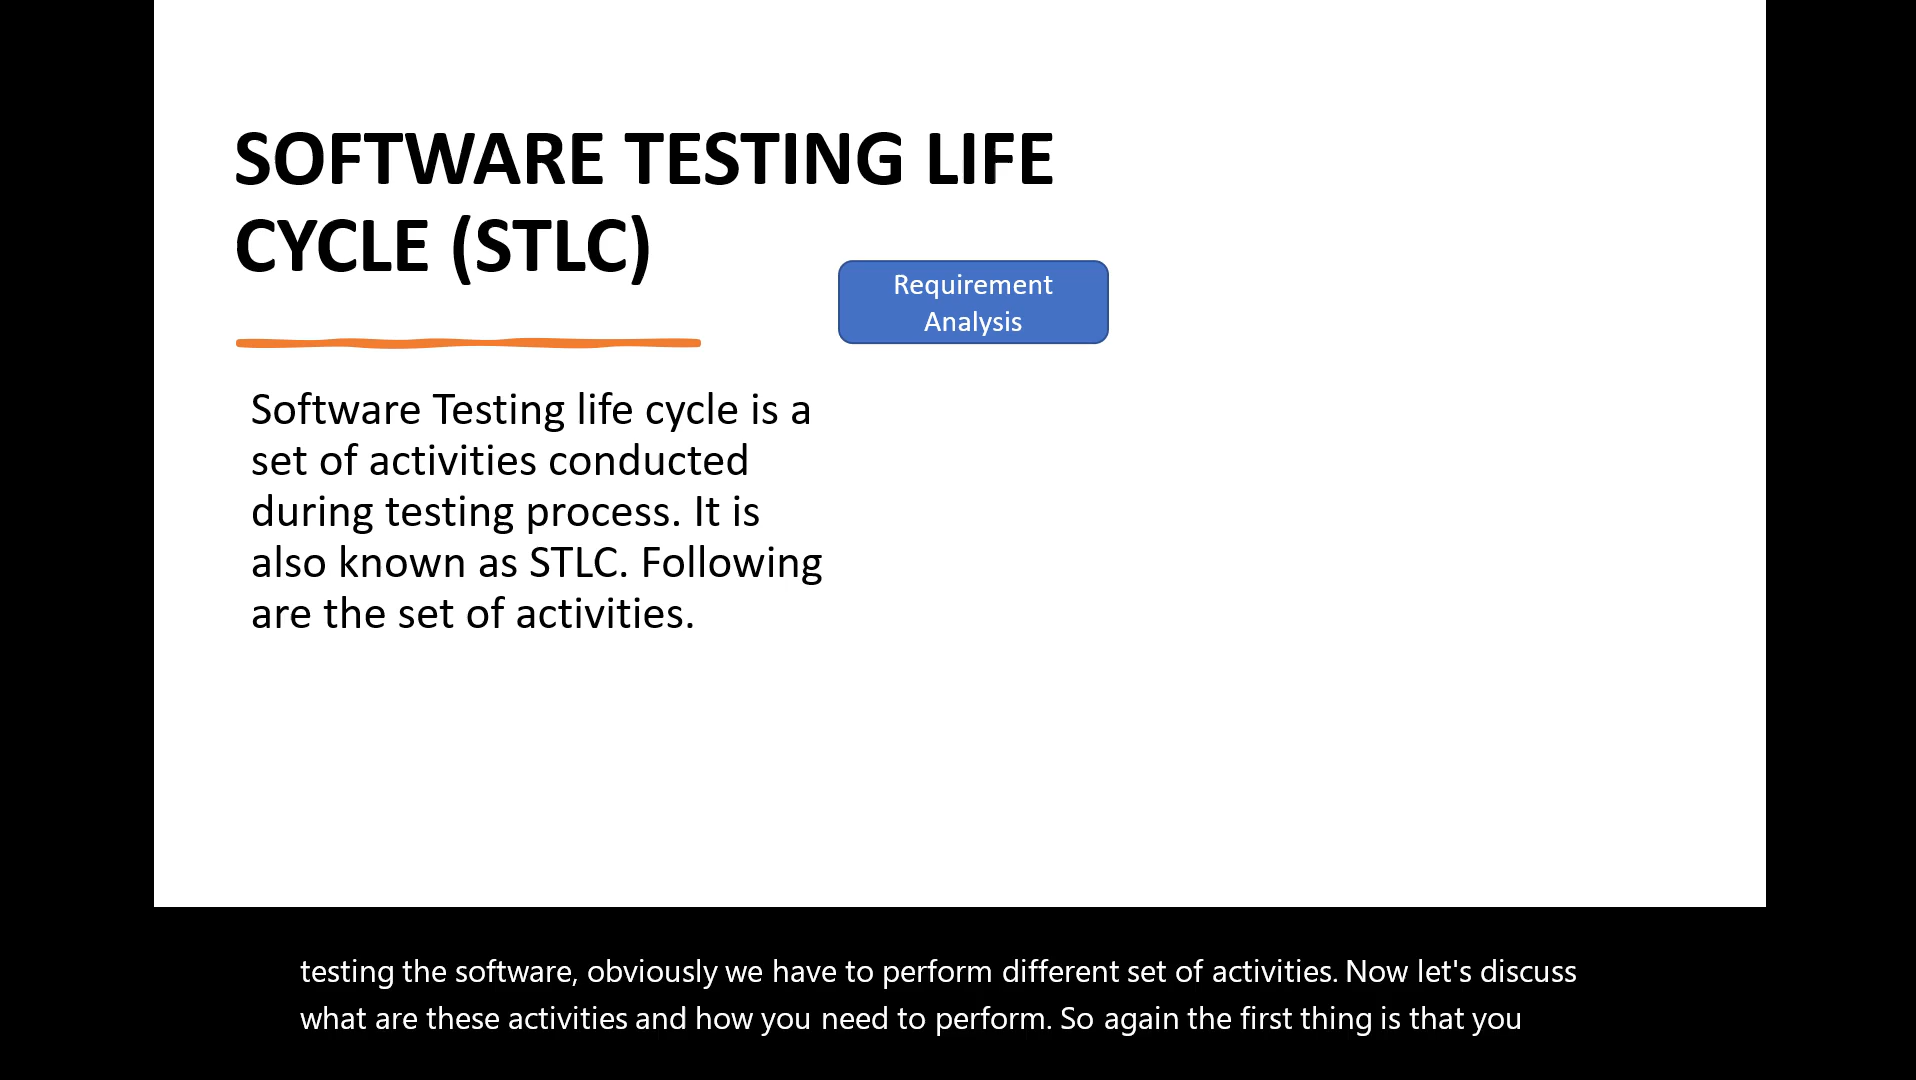 SOFTWARE TESTING LIFE
CYCLE (STLC)
Requirement
Analysis
Software Testing life cycle is a
set of activities conducted
during testing process. It is
also known as STLC. Following
are the set of activities.
testing the software, obviously we have to perform different set of activities. Now let's discuss
what are these activities and how you need to perform. So again the first thing is that you